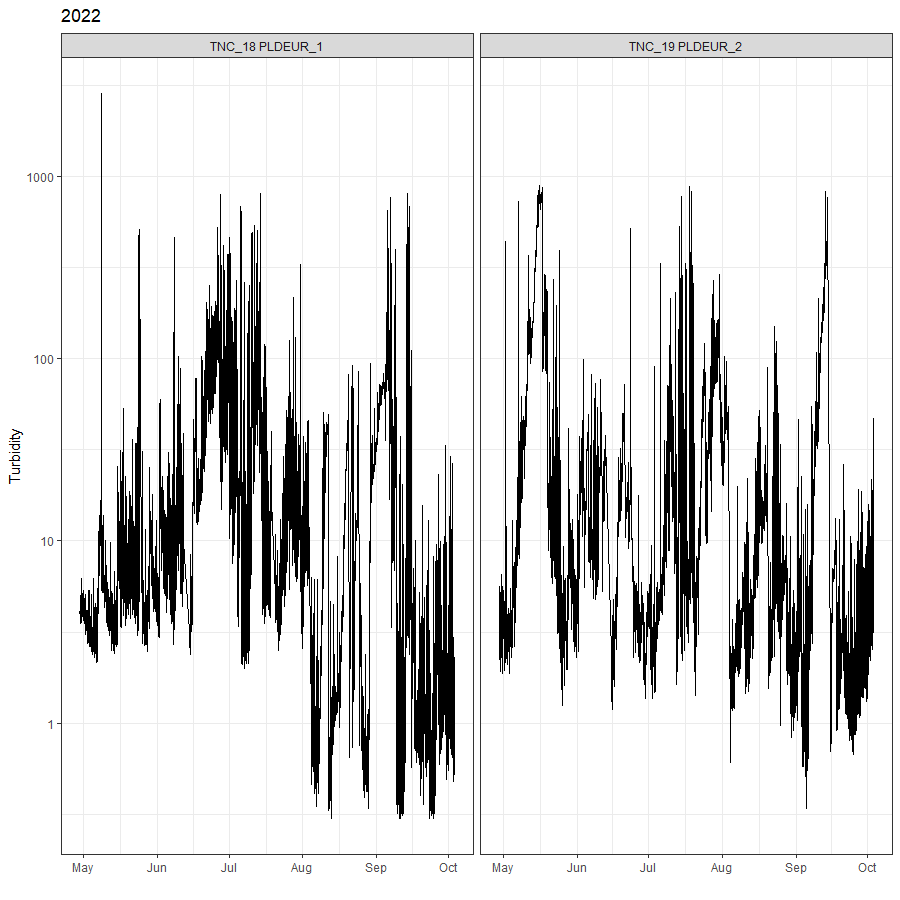 2022
TNC_18 PLDEUR_1
TNC_19 PLDEUR_2
Turbidity
1000
100
10
1
May Jun Jul Aug Sep Oct
May Jun Jul Aug Sep Oct